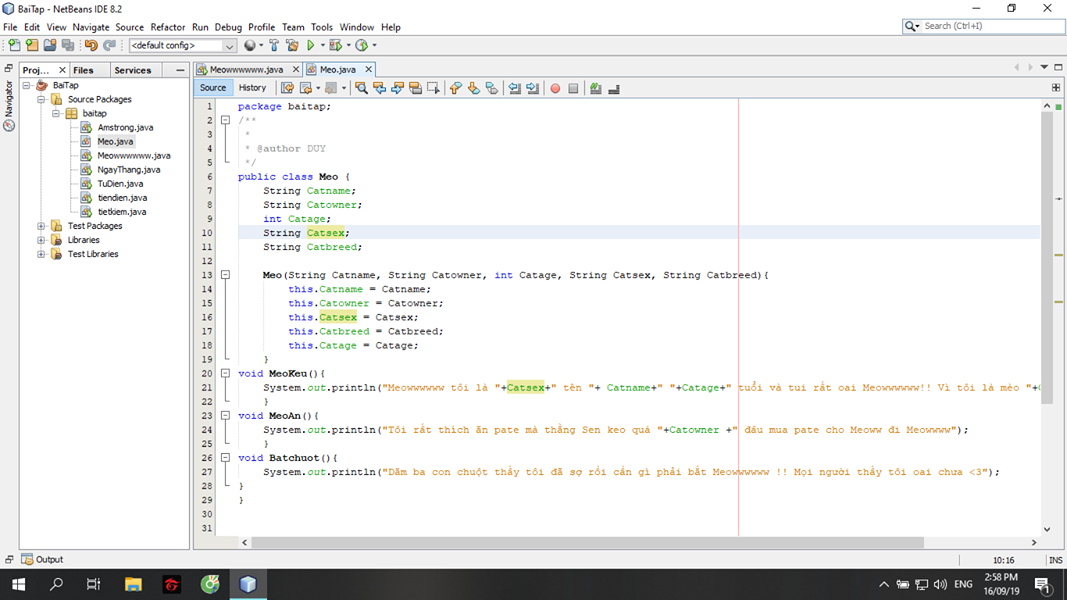 BaiTap - NetBeans IDE 8.2
File Edit View Navigate Source Refactor Run Debug Profile Team Tools Window Help
Search (Ctrl+I)
<default config>
Proj... Files Services
Meowwwwww.java Meo.java
Source History
Navigator
BaiTap
Source Packages
baitap
Amstrong.java
Meo.java
Meowwwwww.java
NgayThang.java
TuDien.java
tiendien.java
tietkiem.java
Test Packages
Libraries
Test Libraries
1 package baitap;
2 /**
3 *
4 * @author DUY
5 */
6 public class Meo {
7 String Catname;
8 String Catowner;
9 int Catage;
10 String Catsex;
11 String Catbreed;
12
13 Meo(String Catname, String Catowner, int Catage, String Catsex, String Catbreed){
14 this.Catname = Catname;
15 this.Catowner = Catowner;
16 this.Catsex = Catsex;
17 this.Catbreed = Catbreed;
18 this.Catage = Catage;
19 }
20 void MeoKeu(){
21 System.out.println("Meowwwwww tôi là "+Catsex+" tên "+ Catname+" "+Catage+" tuổi và tui rất oai Meowwwwww!! Vì tôi là mèo "+
22 }
23 void MeoAn(){
24 System.out.println("Tôi rất thích ăn pate mà thằng Sen keo quá "+Catowner +" đâu mua pate cho Meoww đi Meowwww");
25 }
26 void Batchuot(){
27 System.out.println("Dăm ba con chuột thấy tôi đã sợ rồi cần gì phải bắt Meowwwwww !! Mọi người thấy tôi oai chưa <3");
28 }
29 }
30
31
Output
10:16 INS
ENG
2:58 PM
16/09/19
1